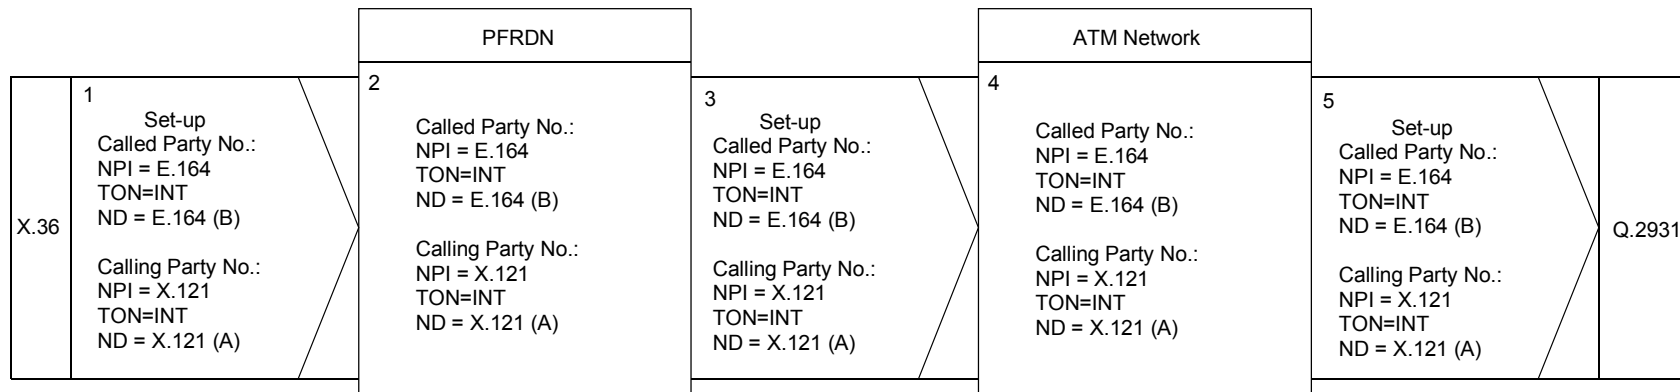 PFRDN
ATM Network
X.36
1
Set-up
Called Party No.:
NPI = E.164
TON=INT
ND = E.164 (B)
Calling Party No.:
NPI = X.121
TON=INT
ND = X.121 (A)
2
Called Party No.:
NPI = E.164
TON=INT
ND = E.164 (B)
Calling Party No.:
NPI = X.121
TON=INT
ND = X.121 (A)
3
Set-up
Called Party No.:
NPI = E.164
TON=INT
ND = E.164 (B)
Calling Party No.:
NPI = X.121
TON=INT
ND = X.121 (A)
4
Called Party No.:
NPI = E.164
TON=INT
ND = E.164 (B)
Calling Party No.:
NPI = X.121
TON=INT
ND = X.121 (A)
5
Set-up
Called Party No.:
NPI = E.164
TON=INT
ND = E.164 (B)
Calling Party No.:
NPI = X.121
TON=INT
ND = X.121 (A)
Q.2931